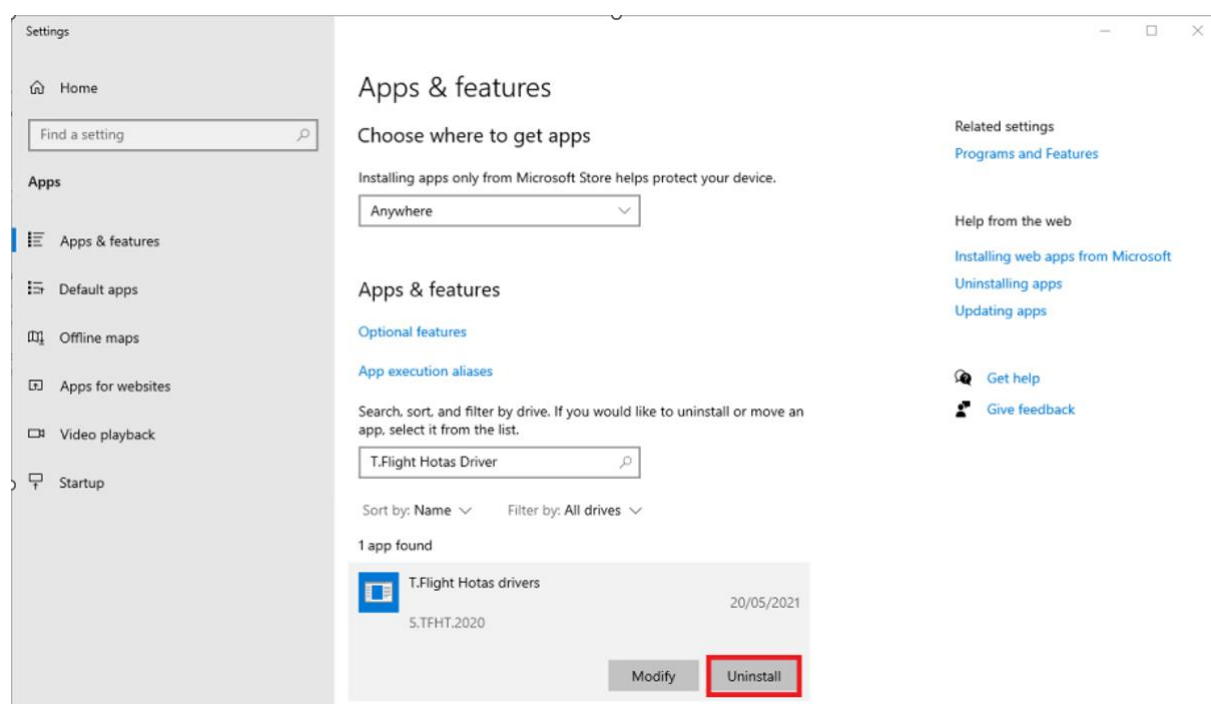 Settings
Home
Find a setting
Apps
Apps & features
Default apps
Offline maps
Apps for websites
Video playback
Startup
Apps & features
Choose where to get apps
Installing apps only from Microsoft Store helps protect your device.
Anywhere
Apps & features
Optional features
App execution aliases
Search, sort, and filter by drive. If you would like to uninstall or move an
app, select it from the list.
T.Flight Hotas Driver
Sort by: Name Filter by: All drives
1 app found
T.Flight Hotas drivers
20/05/2021
5.TFHT.2020
Modify Uninstall
Related settings
Programs and Features
Help from the web
Installing web apps from Microsoft
Uninstalling apps
Updating apps
Get help
Give feedback